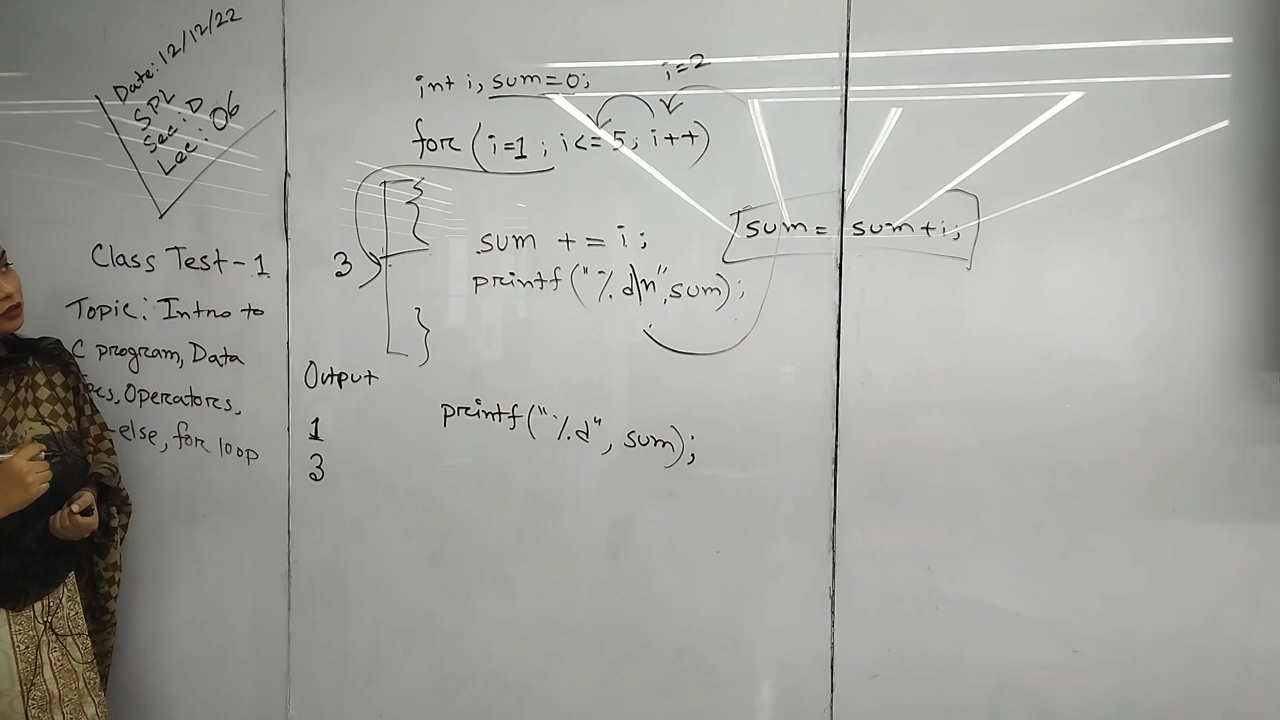 Date: 12/12/22
SPL
Sec: D
Lec: 06
Class Test-1
Topic: Intro to
C program, Data
Operators,
-else, for loop
int i, sum=0;
i=2
for (i=1; i<=5; i++)
{
sum += i;
sum = sum+i;
3
printf("%d\n", sum);
}
Output
1
3
printf("%d", sum);